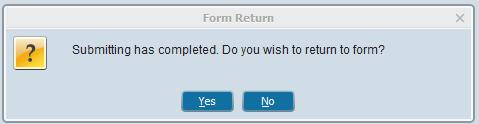 Form Return
Submitting has completed. Do you wish to return to form?
Yes
No